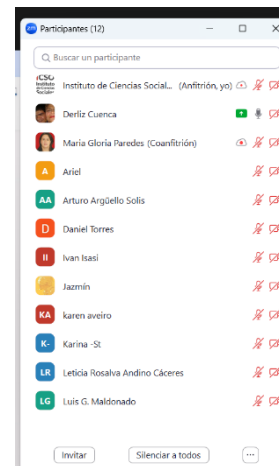 zm Participantes (12)
Buscar un participante
ICSO
Instituto de Ciencias Social... (Anfitrión, yo)
Derliz Cuenca
Maria Gloria Paredes (Coanfitrión)
A Ariel
AA Arturo Argüello Solis
D Daniel Torres
II Ivan Isasi
Jazmín
KA karen aveiro
K- Karina -St
LR Leticia Rosalva Andino Cáceres
LG Luis G. Maldonado
Invitar Silenciar a todos ...